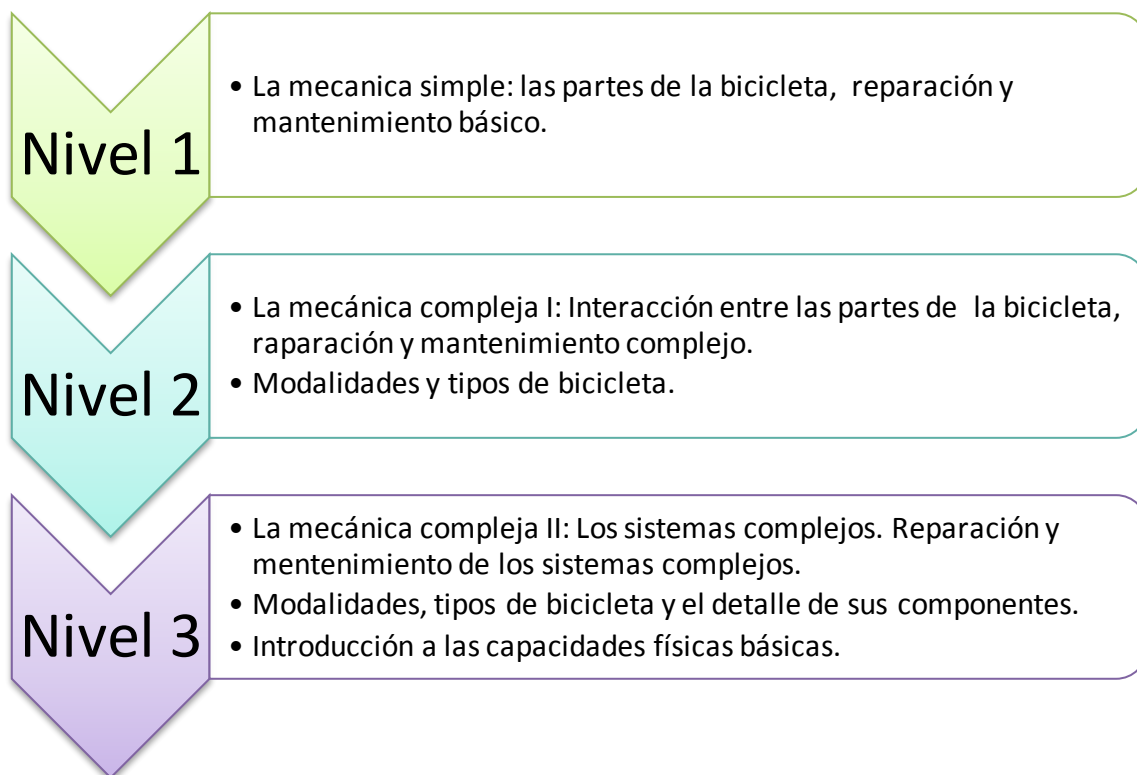 Nivel 1
• La mecanica simple: las partes de la bicicleta,  reparación y
mantenimiento básico.
Nivel 2
• La mecánica compleja I: Interacción entre las partes de  la bicicleta,
raparación y mantenimiento complejo.
• Modalidades y tipos de bicicleta.
Nivel 3
• La mecánica compleja II: Los sistemas complejos. Reparación y
mentenimiento de los sistemas complejos.
• Modalidades, tipos de bicicleta y el detalle de sus componentes.
• Introducción a las capacidades físicas básicas.